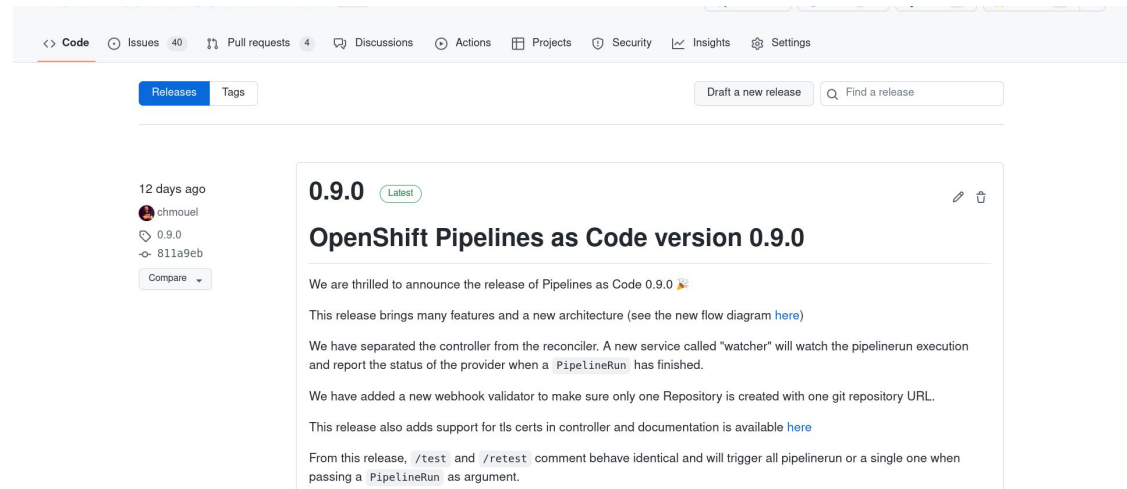 Code Issues 40 Pull requests 4 Discussions Actions Projects Security Insights Settings
Releases Tags Draft a new release Find a release
12 days ago
chmouel
0.9.0
811a9eb
Compare
0.9.0 Latest
OpenShift Pipelines as Code version 0.9.0
We are thrilled to announce the release of Pipelines as Code 0.9.0 🎉
This release brings many features and a new architecture (see the new flow diagram here)
We have separated the controller from the reconciler. A new service called "watcher" will watch the pipelinerun execution
and report the status of the provider when a PipelineRun has finished.
We have added a new webhook validator to make sure only one Repository is created with one git repository URL.
This release also adds support for tls certs in controller and documentation is available here
From this release, /test and /retest comment behave identical and will trigger all pipelinerun or a single one when
passing a PipelineRun as argument.